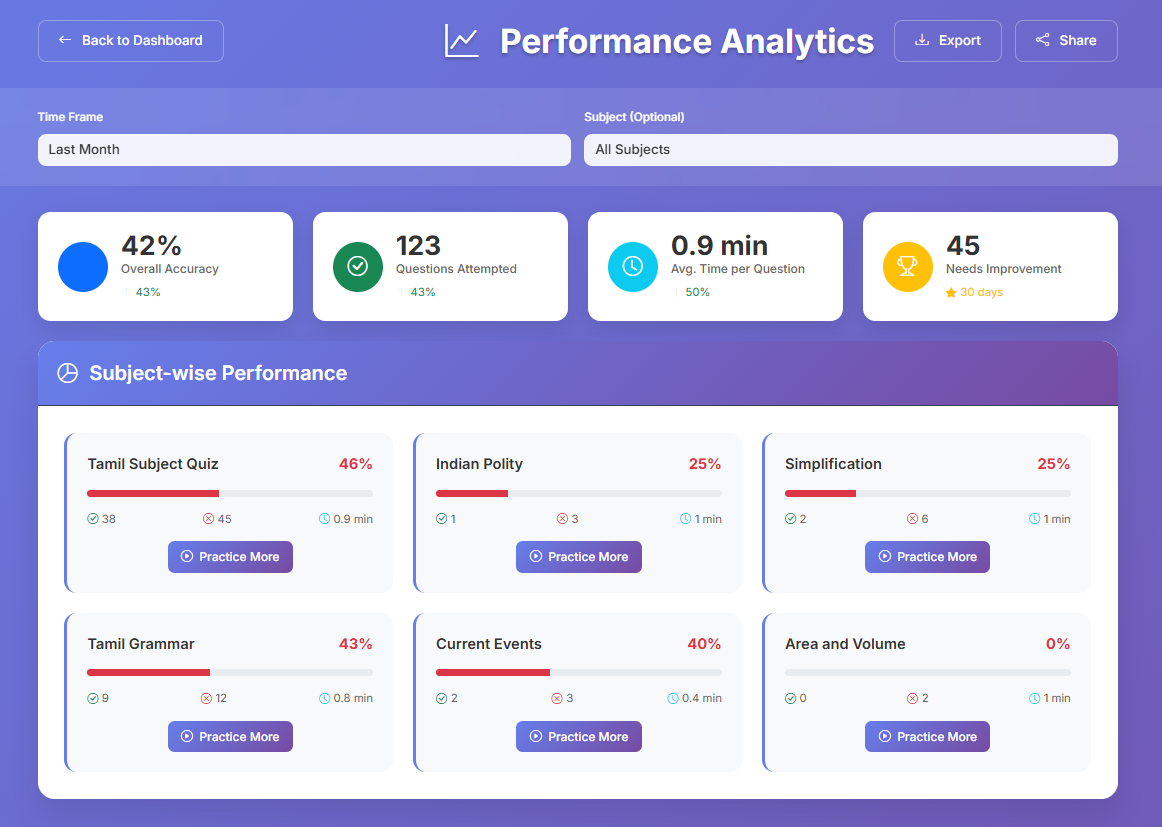 Back to Dashboard
Performance Analytics
Export
Share
Time Frame
Subject (Optional)
Last Month
All Subjects
42%
Overall Accuracy
43%
123
Questions Attempted
43%
0.9 min
Avg. Time per Question
50%
45
Needs Improvement
30 days
Subject-wise Performance
Tamil Subject Quiz 46%
38 45 0.9 min
Practice More
Indian Polity 25%
1 3 1 min
Practice More
Simplification 25%
2 6 1 min
Practice More
Tamil Grammar 43%
9 12 0.8 min
Practice More
Current Events 40%
2 3 0.4 min
Practice More
Area and Volume 0%
0 2 1 min
Practice More